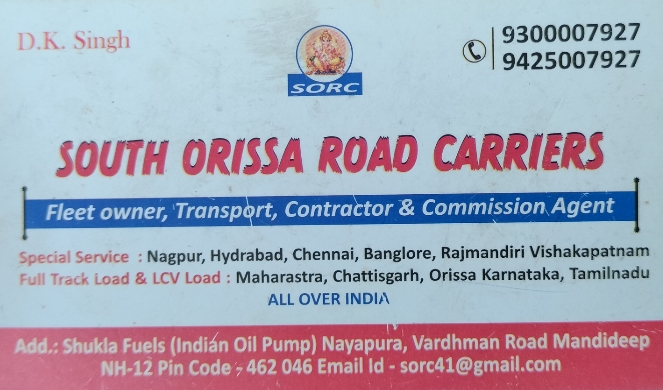 D.K. Singh
SORC
9300007927
9425007927
SOUTH ORISSA ROAD CARRIERS
Fleet owner, Transport, Contractor & Commission Agent
Special Service : Nagpur, Hydrabad, Chennai, Banglore, Rajmandiri Vishakapatnam
Full Track Load & LCV Load : Maharastra, Chattisgarh, Orissa Karnataka, Tamilnadu
ALL OVER INDIA
Add.: Shukla Fuels (Indian Oil Pump) Nayapura, Vardhman Road Mandideep
NH-12 Pin Code - 462 046 Email Id - sorc41@gmail.com